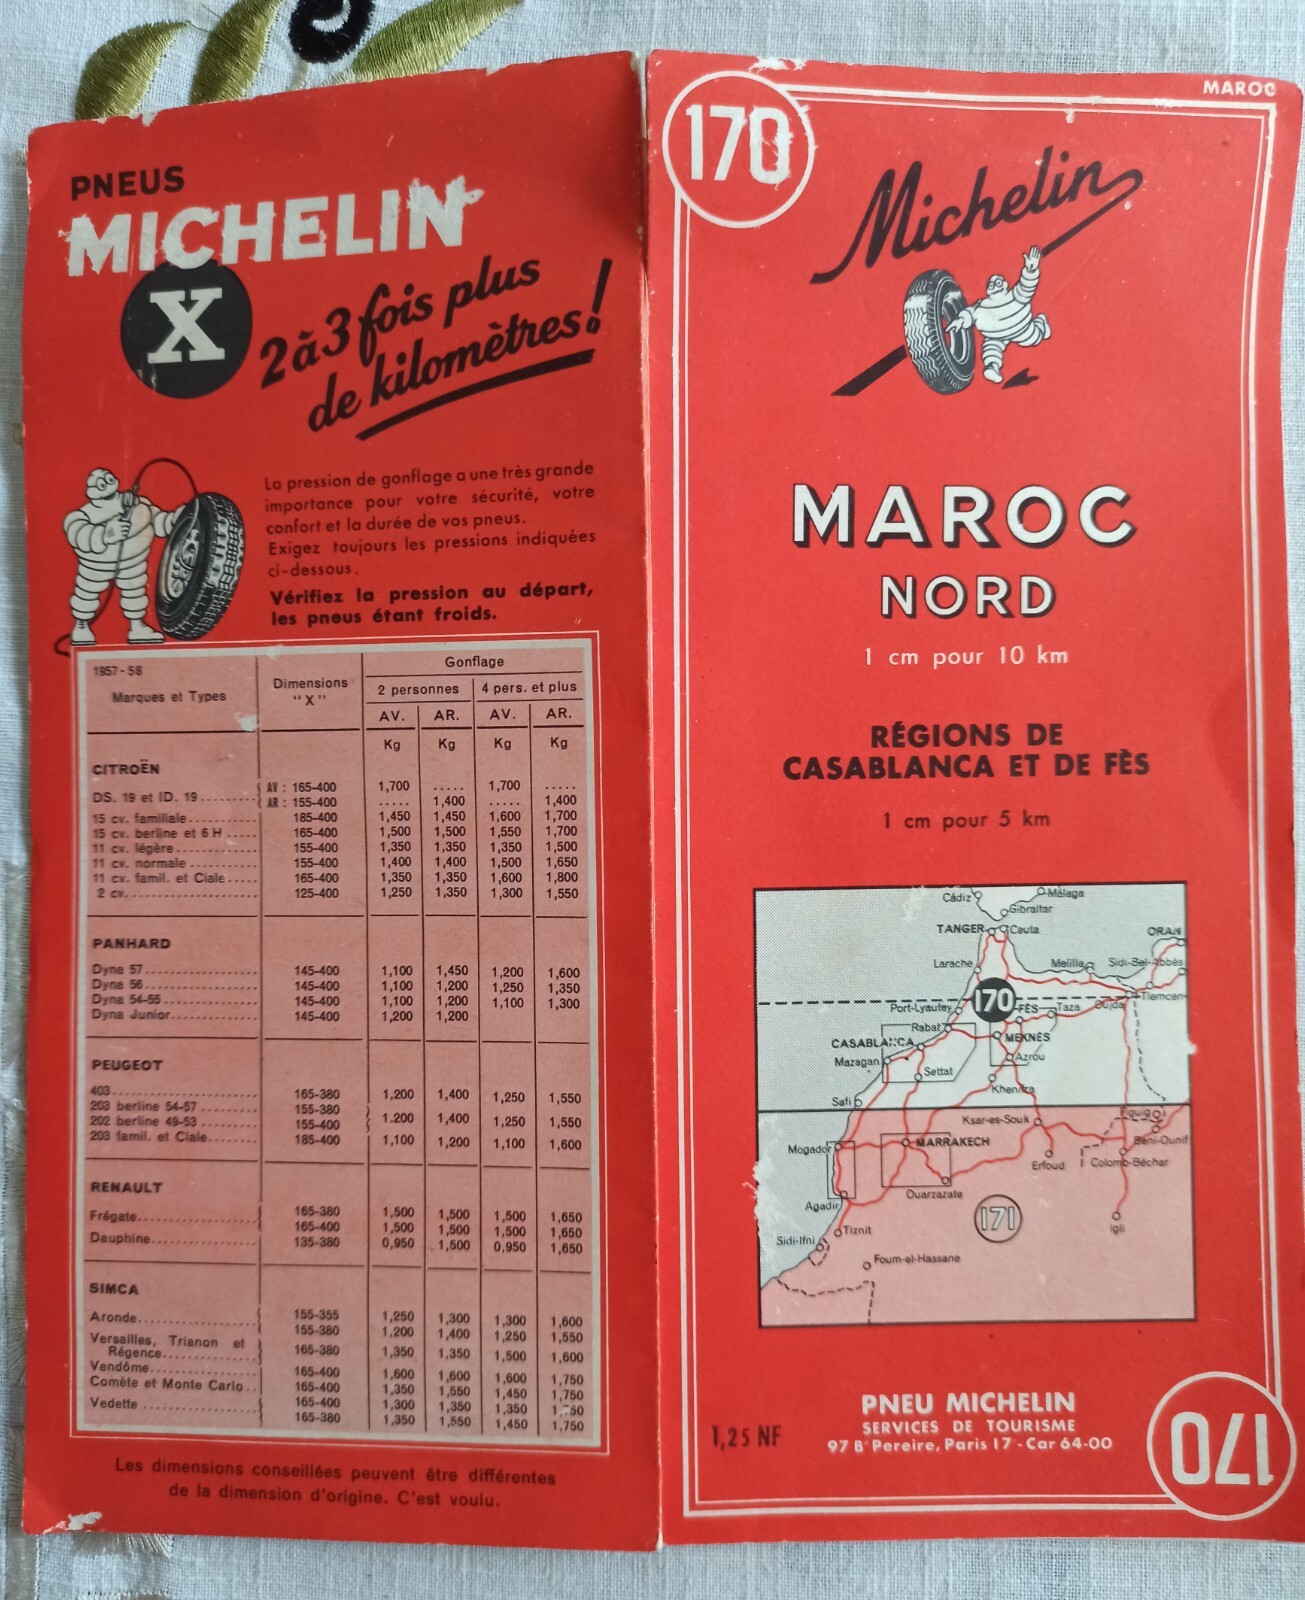 PNEUS
MICHELIN
X
2 à 3 fois plus
de kilomètres!
La pression de gonflage a une très grande
importance pour votre sécurité, votre
confort et la durée de vos pneus.
Exigez toujours les pressions indiquées
ci-dessous.
Vérifiez la pression au départ,
les pneus étant froids.
1957-58
Marques et Types
Dimensions
"X"
Gonflage
2 personnes 4 pers. et plus
AV. AR. AV. AR.
Kg Kg Kg Kg
CITROËN
DS. 19 et ID. 19........ { AV : 165-400 1,700 ..... 1,700 .....
{ AR : 155-400 ..... 1,400 ..... 1,400
15 cv. familiale........ 185-400 1,450 1,450 1,600 1,700
15 cv. berline et 6 H..... 165-400 1,500 1,500 1,550 1,700
11 cv. légère........ 155-400 1,350 1,350 1,350 1,500
11 cv. normale........ 155-400 1,400 1,400 1,500 1,650
11 cv. famil. et Ciale..... 165-400 1,350 1,350 1,600 1,800
2 cv........ 125-400 1,250 1,350 1,300 1,550
PANHARD
Dyna 57........ 145-400 1,100 1,450 1,200 1,600
Dyna 56........ 145-400 1,100 1,200 1,250 1,350
Dyna 54-55........ 145-400 1,100 1,200 1,100 1,300
Dyna Junior........ 145-400 1,200 1,200
PEUGEOT
403........ 165-380 1,200 1,400 1,250 1,550
203 berline 54-57........ 155-380 }
202 berline 49-53........ 155-400 } 1.200 1,400 1,250 1,550
203 famil. et Ciale........ 185-400 1,100 1,200 1,100 1,600
RENAULT
Frégate........ { 165-380 1,500 1,500 1,500 1,650
165-400 1,500 1,500 1,500 1,650
Dauphine........ 135-380 0,950 1,500 0,950 1,650
SIMCA
Aronde........ { 155-355 1,250 1,300 1,300 1,600
155-380 1.200 1,400 1,250 1,550
Versailles, Trianon et
Régence........ { 165-380 1,350 1,350 1,500 1,600
Vendôme........ 165-400 1,600 1,600 1,600 1,750
Comète et Monte Carlo.. 165-400 1,350 1,550 1,450 1,750
Vedette........ { 165-400 1,300 1,350 1,350
165-380 1,350 1,550 1,450 1,750
Les dimensions conseillées peuvent être différentes
de la dimension d'origine. C'est voulu.
MAROC
170
Michelin
MAROC
NORD
1 cm pour 10 km
RÉGIONS DE
CASABLANCA ET DE FÈS
1 cm pour 5 km
Cádiz
Málaga
Gibraltar
TANGER
Ceuta
ORAN
Larache
Melilla
Sidi-Bel-Abbès
Port-Lyautey
170
FÈS
Taza
Oujda
Tlemcen
Rabat
CASABLANCA
MEKNÈS
Mazagan
Azrou
Settat
Khenifra
Safi
Ksar-es-Souk
Figuig
Mogador
MARRAKECH
Beni-Ounif
Erfoud
Colomb-Béchar
Ouarzazate
Agadir
171
Igli
Tiznit
Sidi-Ifni
Foum-el-Hassane
1,25 NF
PNEU MICHELIN
SERVICES DE TOURISME
97 Bd Pereire, Paris 17e - Car 64-00
170